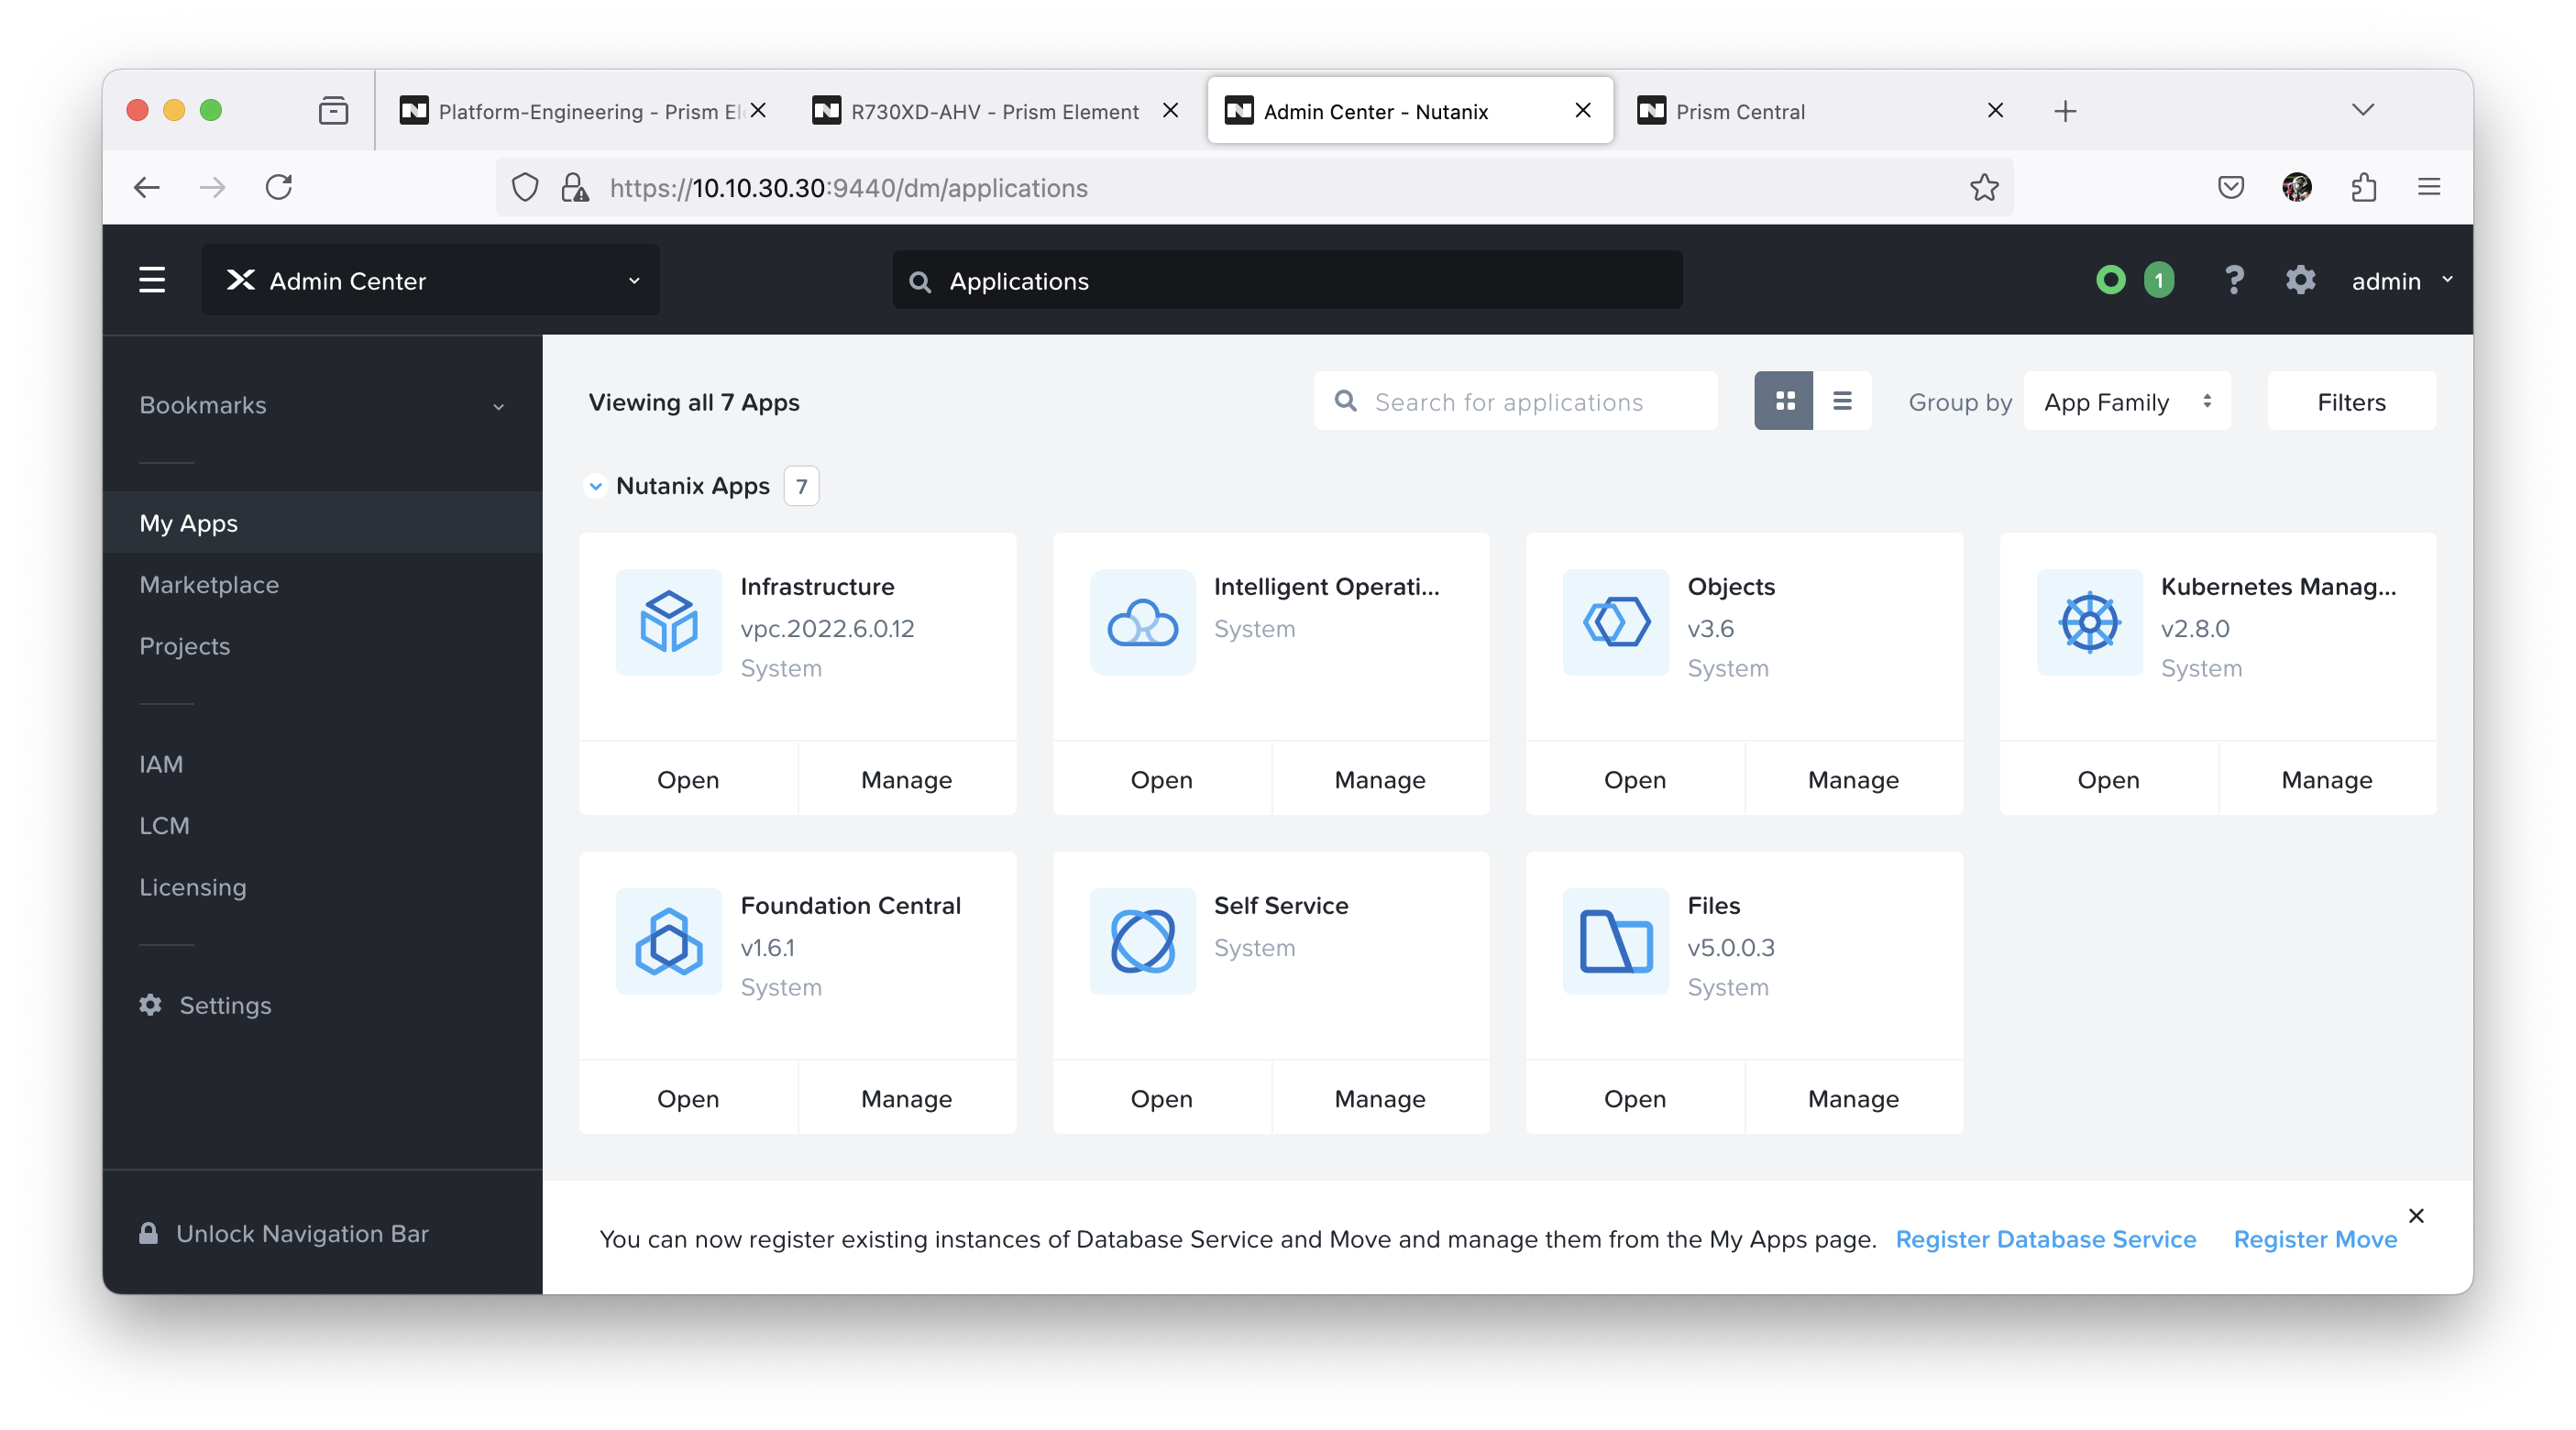 Platform-Engineering - Prism El
R730XD-AHV - Prism Element
Admin Center - Nutanix
Prism Central
https://10.10.30.30:9440/dm/applications
Admin Center
Applications
1
?
admin
Bookmarks
My Apps
Marketplace
Projects
IAM
LCM
Licensing
Settings
Unlock Navigation Bar
Viewing all 7 Apps
Search for applications
Group by
App Family
Filters
Nutanix Apps 7
Infrastructure
vpc.2022.6.0.12
System
Open
Manage
Intelligent Operati...
System
Open
Manage
Objects
v3.6
System
Open
Manage
Kubernetes Manag...
v2.8.0
System
Open
Manage
Foundation Central
v1.6.1
System
Open
Manage
Self Service
System
Open
Manage
Files
v5.0.0.3
System
Open
Manage
You can now register existing instances of Database Service and Move and manage them from the My Apps page. Register Database Service Register Move